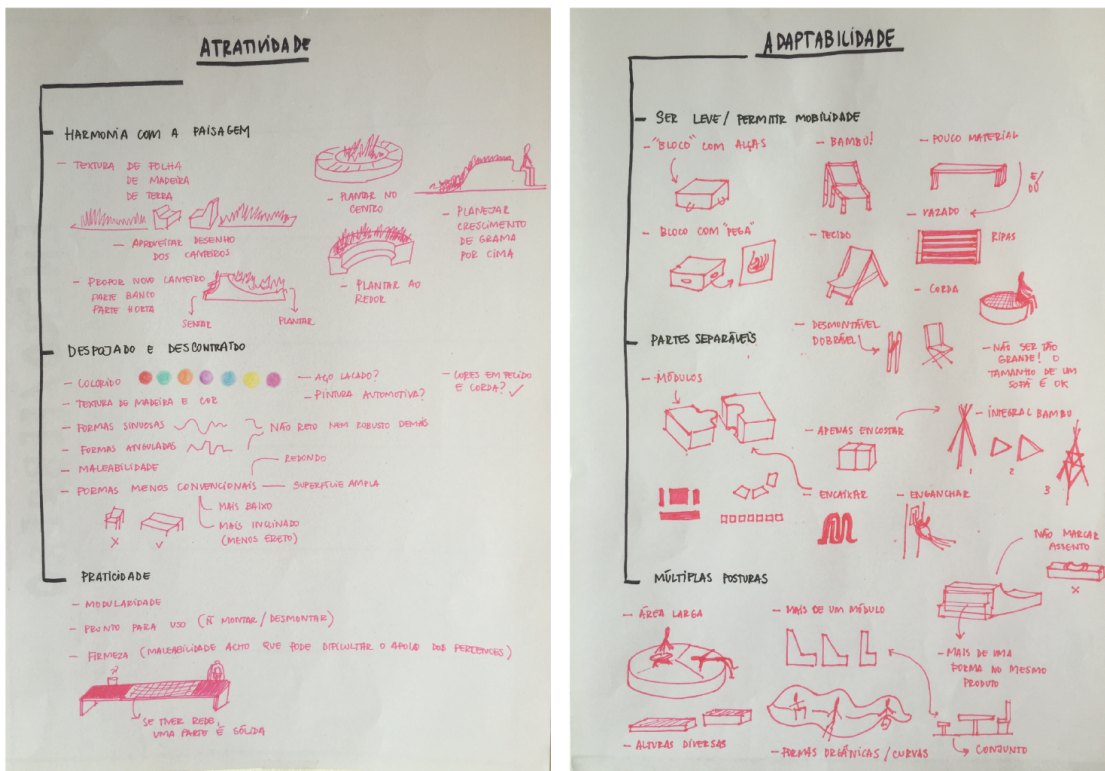 ATRATIVIDADE
HARMONIA COM A PAISAGEM
- TEXTURA DE FOLHA
DE MADEIRA
DE TERRA
- APROVEITAR DESENHO
DOS CANTEIROS
- PLANTAR NO
CENTRO
- PLANEJAR
CRESCIMENTO
DE GRAMA
POR CIMA
- PROPOR NOVO CANTEIRO
PARTE BANCO
PARTE HORTA
SENTAR
PLANTAR
- PLANTAR AO
REDOR
DESPOJADO E DESCONTRATDO
- COLORIDO
- AÇO LACADO?
- PINTURA AUTOMOTIVA?
- CORES EM TECIDO
E CORDA? ✓
- TEXTURA DE MADEIRA E COR
- FORMAS SINUOSAS
- FORMAS ANGULADAS
NÃO RETO NEM ROBUSTO DEMAIS
- MALEABILIDADE
- FORMAS MENOS CONVENCIONAIS
REDONDO
SUPERFÍCIE AMPLA
MAIS BAIXO
MAIS INCLINADO
(MENOS ERETO)
X
✓
PRATICIDADE
- MODULARIDADE
- PRONTO PARA USO (Ñ MONTAR/DESMONTAR)
- FIRMEZA (MALEABILIDADE ACHO QUE PODE DIFICULTAR O APOIO DOS PERTENCES)
SE TIVER REDE,
UMA PARTE É SÓLIDA
ADAPTABILIDADE
SER LEVE/ PERMITIR MOBILIDADE
- "BLOCO" COM ALÇAS
- BAMBU!
- POUCO MATERIAL
E/
OU
- BLOCO COM "PEGA"
- TECIDO
- VAZADO
RIPAS
- CORDA
PARTES SEPARÁVEIS
- DESMONTÁVEL
DOBRÁVEL
- NÃO SER TÃO
GRANDE! O
TAMANHO DE UM
SOFÁ É OK
- MÓDULOS
- APENAS ENCOSTAR
- INTEGRAL BAMBU
1
2
3
- ENCAIXAR
- ENGANCHAR
NÃO MARCAR
ASSENTO
X
MÚLTIPLAS POSTURAS
- ÁREA LARGA
- MAIS DE UM MÓDULO
- MAIS DE UMA
FORMA NO MESMO
PRODUTO
- ALTURAS DIVERSAS
- FORMAS ORGÂNICAS/CURVAS
CONJUNTO